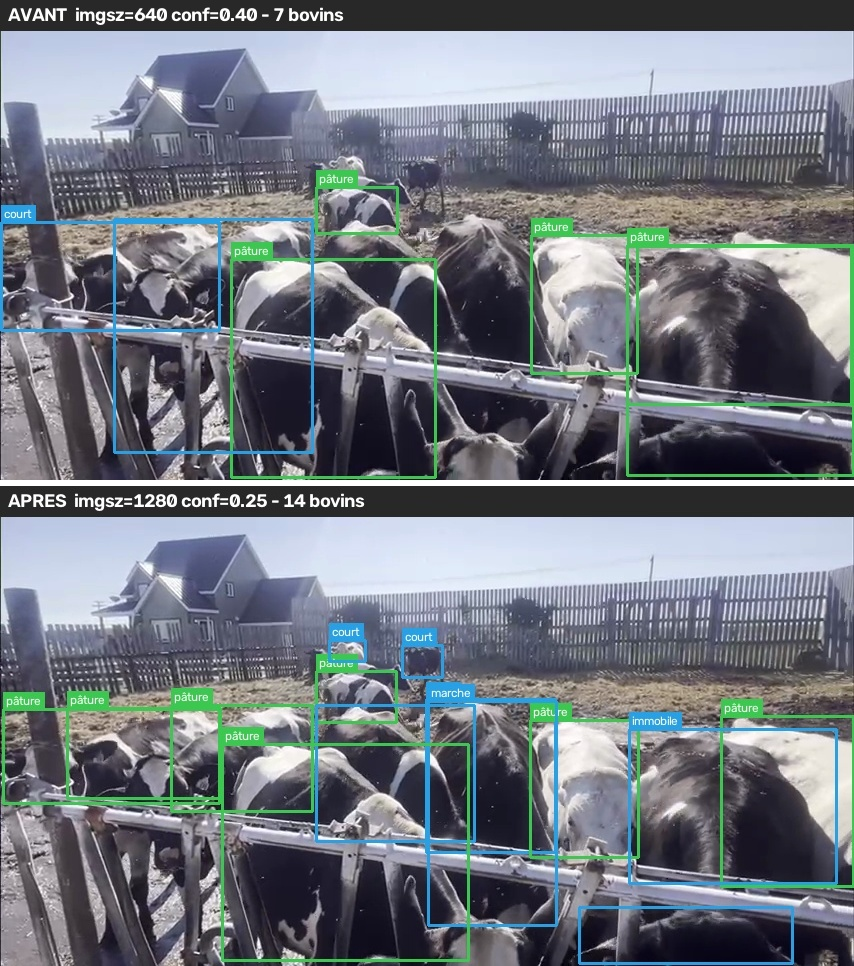 AVANT imgsz=640 conf=0.40 - 7 bovins
pâture
court
pâture
pâture
pâture
APRES imgsz=1280 conf=0.25 - 14 bovins
court
court
pâture
marche
pâture
pâture
pâture
pâture
pâture
immobile
pâture